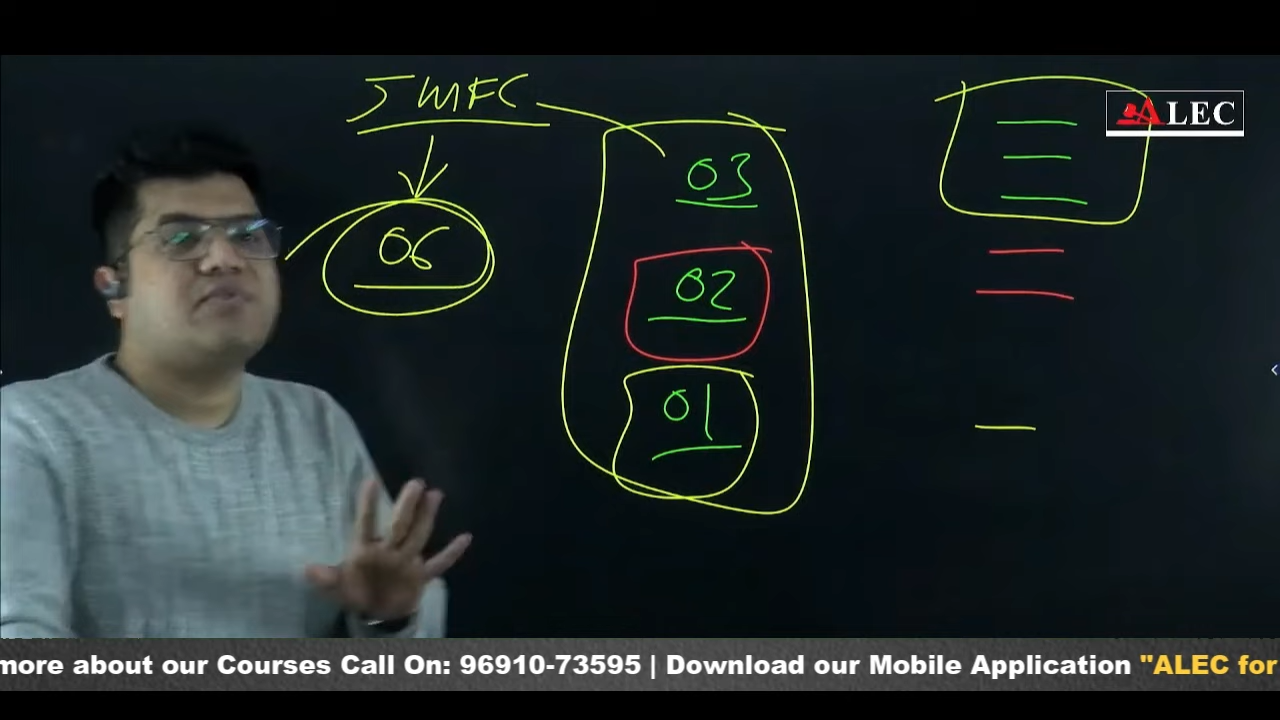 JMFC
ALEC
03
06
02
01
more about our Courses Call On: 96910-73595 | Download our Mobile Application "ALEC for